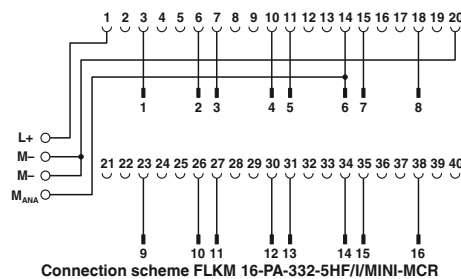 1 2 3 4 5 6 7 8 9 10 11 12 13 14 15 16 17 18 19 20
1 2 3 4 5 6 7 8
L+
M–
M–
MANA
21 22 23 24 25 26 27 28 29 30 31 32 33 34 35 36 37 38 39 40
9 10 11 12 13 14 15 16
Connection scheme FLKM 16-PA-332-5HF/I/MINI-MCR